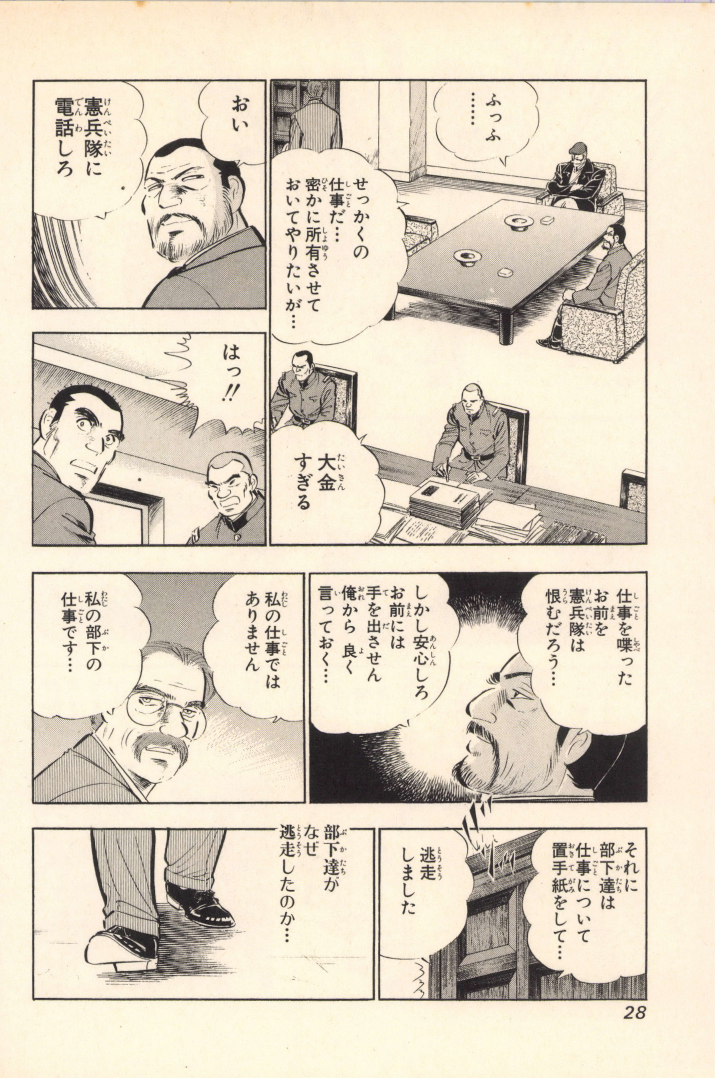 ふっふ
……
せっかくの
仕事だ…
密かに所有させて
おいてやりたいが…
大金
すぎる
おい
憲兵隊に
電話しろ
はっ!!
仕事を喋った
お前を
憲兵隊は
恨むだろう…
しかし安心しろ
お前には
手を出させん
俺から良く
言っておく…
私の仕事では
ありません
私の部下の
仕事です…
それに
部下達は
仕事について
置手紙をして…
逃走
しました
部下達が
なぜ
逃走したのか…
28